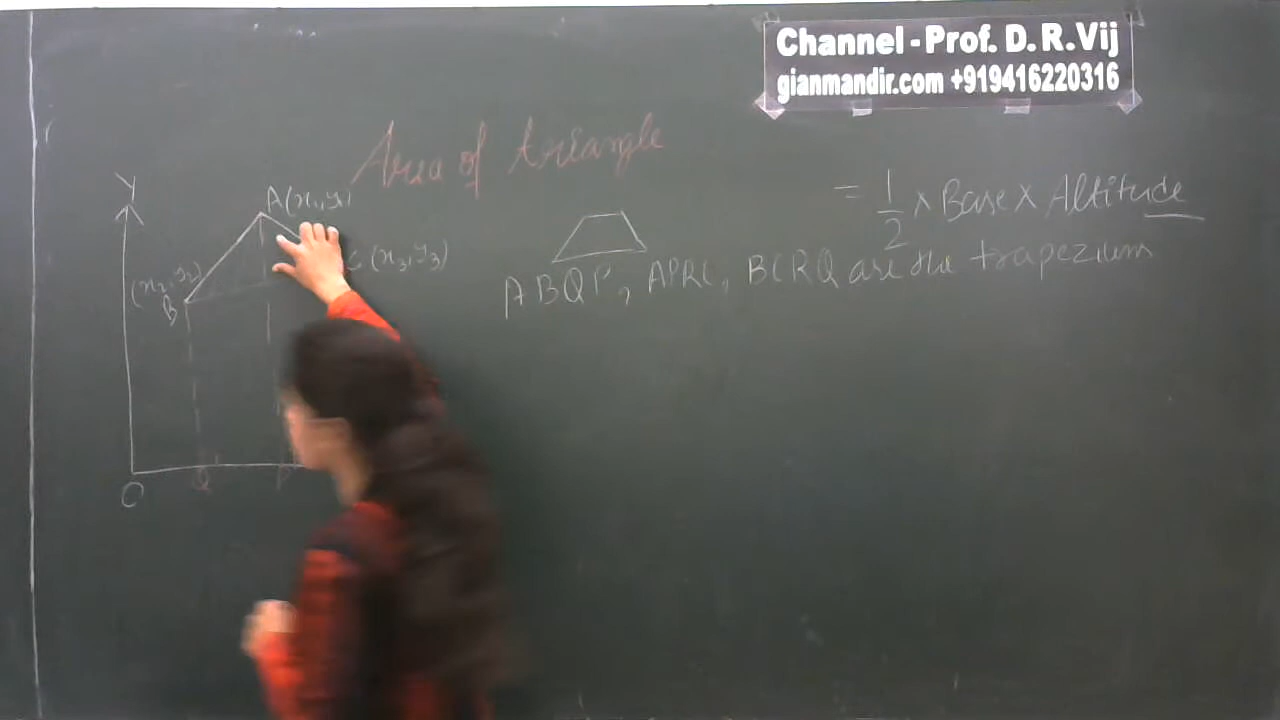 Channel - Prof. D. R. Vij
gianmandir.com +919416220316
Area of triangle
Y
A(x₁,y₁)
= 1/2 × Base × Altitude
(x₂,y₂)
B
C(x₃,y₃)
ABQP, APRC, BCRQ are the trapezium
Q
P
O